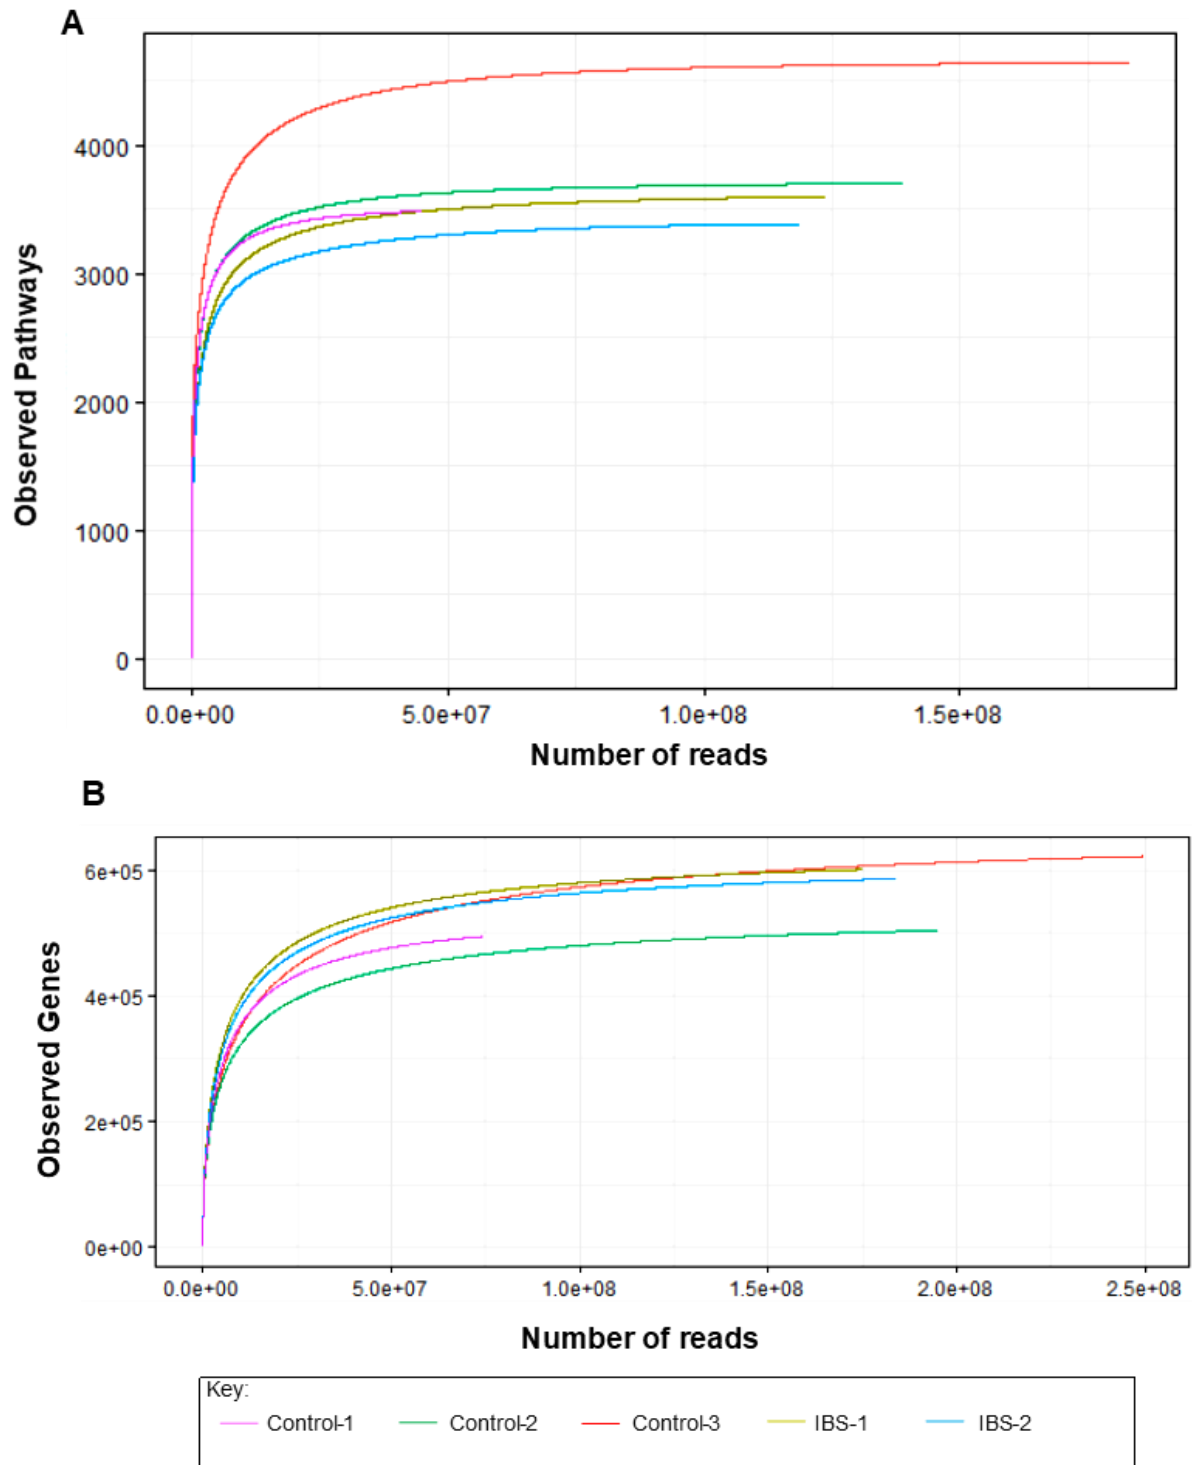 A
Observed Pathways
4000
3000
2000
1000
0
0.0e+00 5.0e+07 1.0e+08 1.5e+08
Number of reads
B
Observed Genes
6e+05
4e+05
2e+05
0e+00
0.0e+00 5.0e+07 1.0e+08 1.5e+08 2.0e+08 2.5e+08
Number of reads
Key:
Control-1 Control-2 Control-3 IBS-1 IBS-2